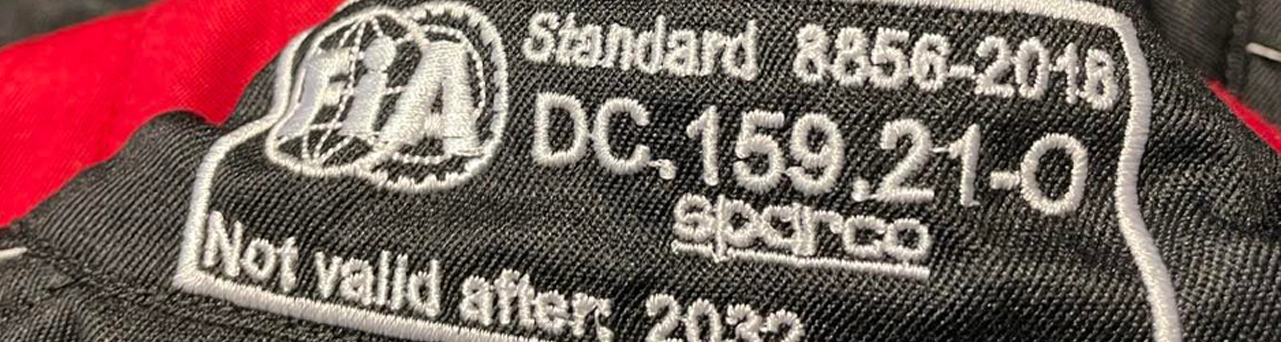 FiA
Standard 8856-2018
DC.159.21-O
sparco
Not valid after: 2032